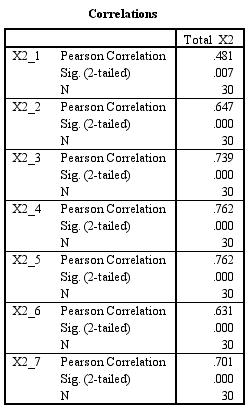 Correlations
Total_X2
X2_1 Pearson Correlation .481
Sig. (2-tailed) .007
N 30
X2_2 Pearson Correlation .647
Sig. (2-tailed) .000
N 30
X2_3 Pearson Correlation .739
Sig. (2-tailed) .000
N 30
X2_4 Pearson Correlation .762
Sig. (2-tailed) .000
N 30
X2_5 Pearson Correlation .762
Sig. (2-tailed) .000
N 30
X2_6 Pearson Correlation .631
Sig. (2-tailed) .000
N 30
X2_7 Pearson Correlation .701
Sig. (2-tailed) .000
N 30